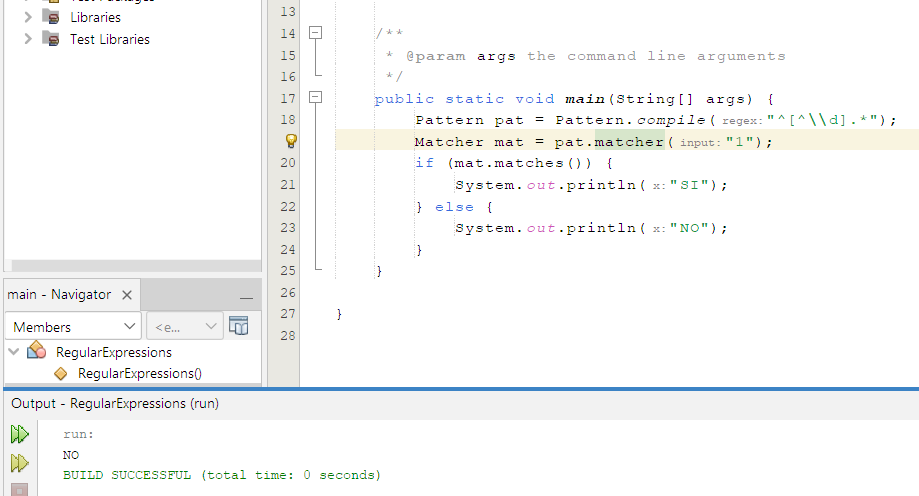 Libraries
Test Libraries
main - Navigator
Members
<e...
RegularExpressions
RegularExpressions()
13
14 /**
15 * @param args the command line arguments
16 */
17 public static void main(String[] args) {
18 Pattern pat = Pattern.compile( regex: "^[^\\d].*");
Matcher mat = pat.matcher( input: "1");
20 if (mat.matches()) {
21 System.out.println( x: "SI");
22 } else {
23 System.out.println( x: "NO");
24 }
25 }
26
27 }
28
Output - RegularExpressions (run)
run:
NO
BUILD SUCCESSFUL (total time: 0 seconds)